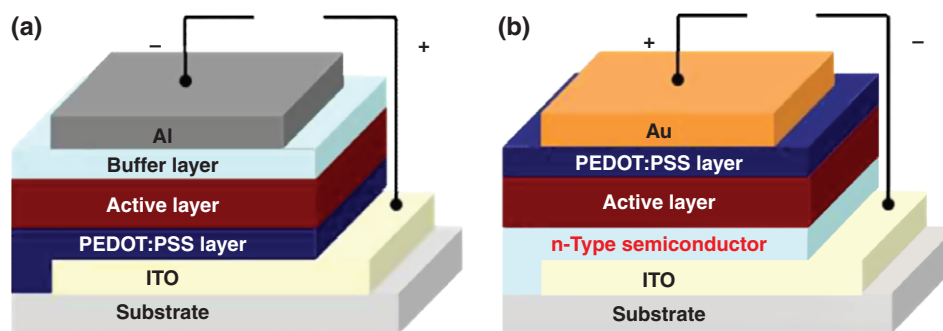 (a)
–
+
Al
Buffer layer
Active layer
PEDOT:PSS layer
ITO
Substrate
(b)
+
–
Au
PEDOT:PSS layer
Active layer
n-Type semiconductor
ITO
Substrate